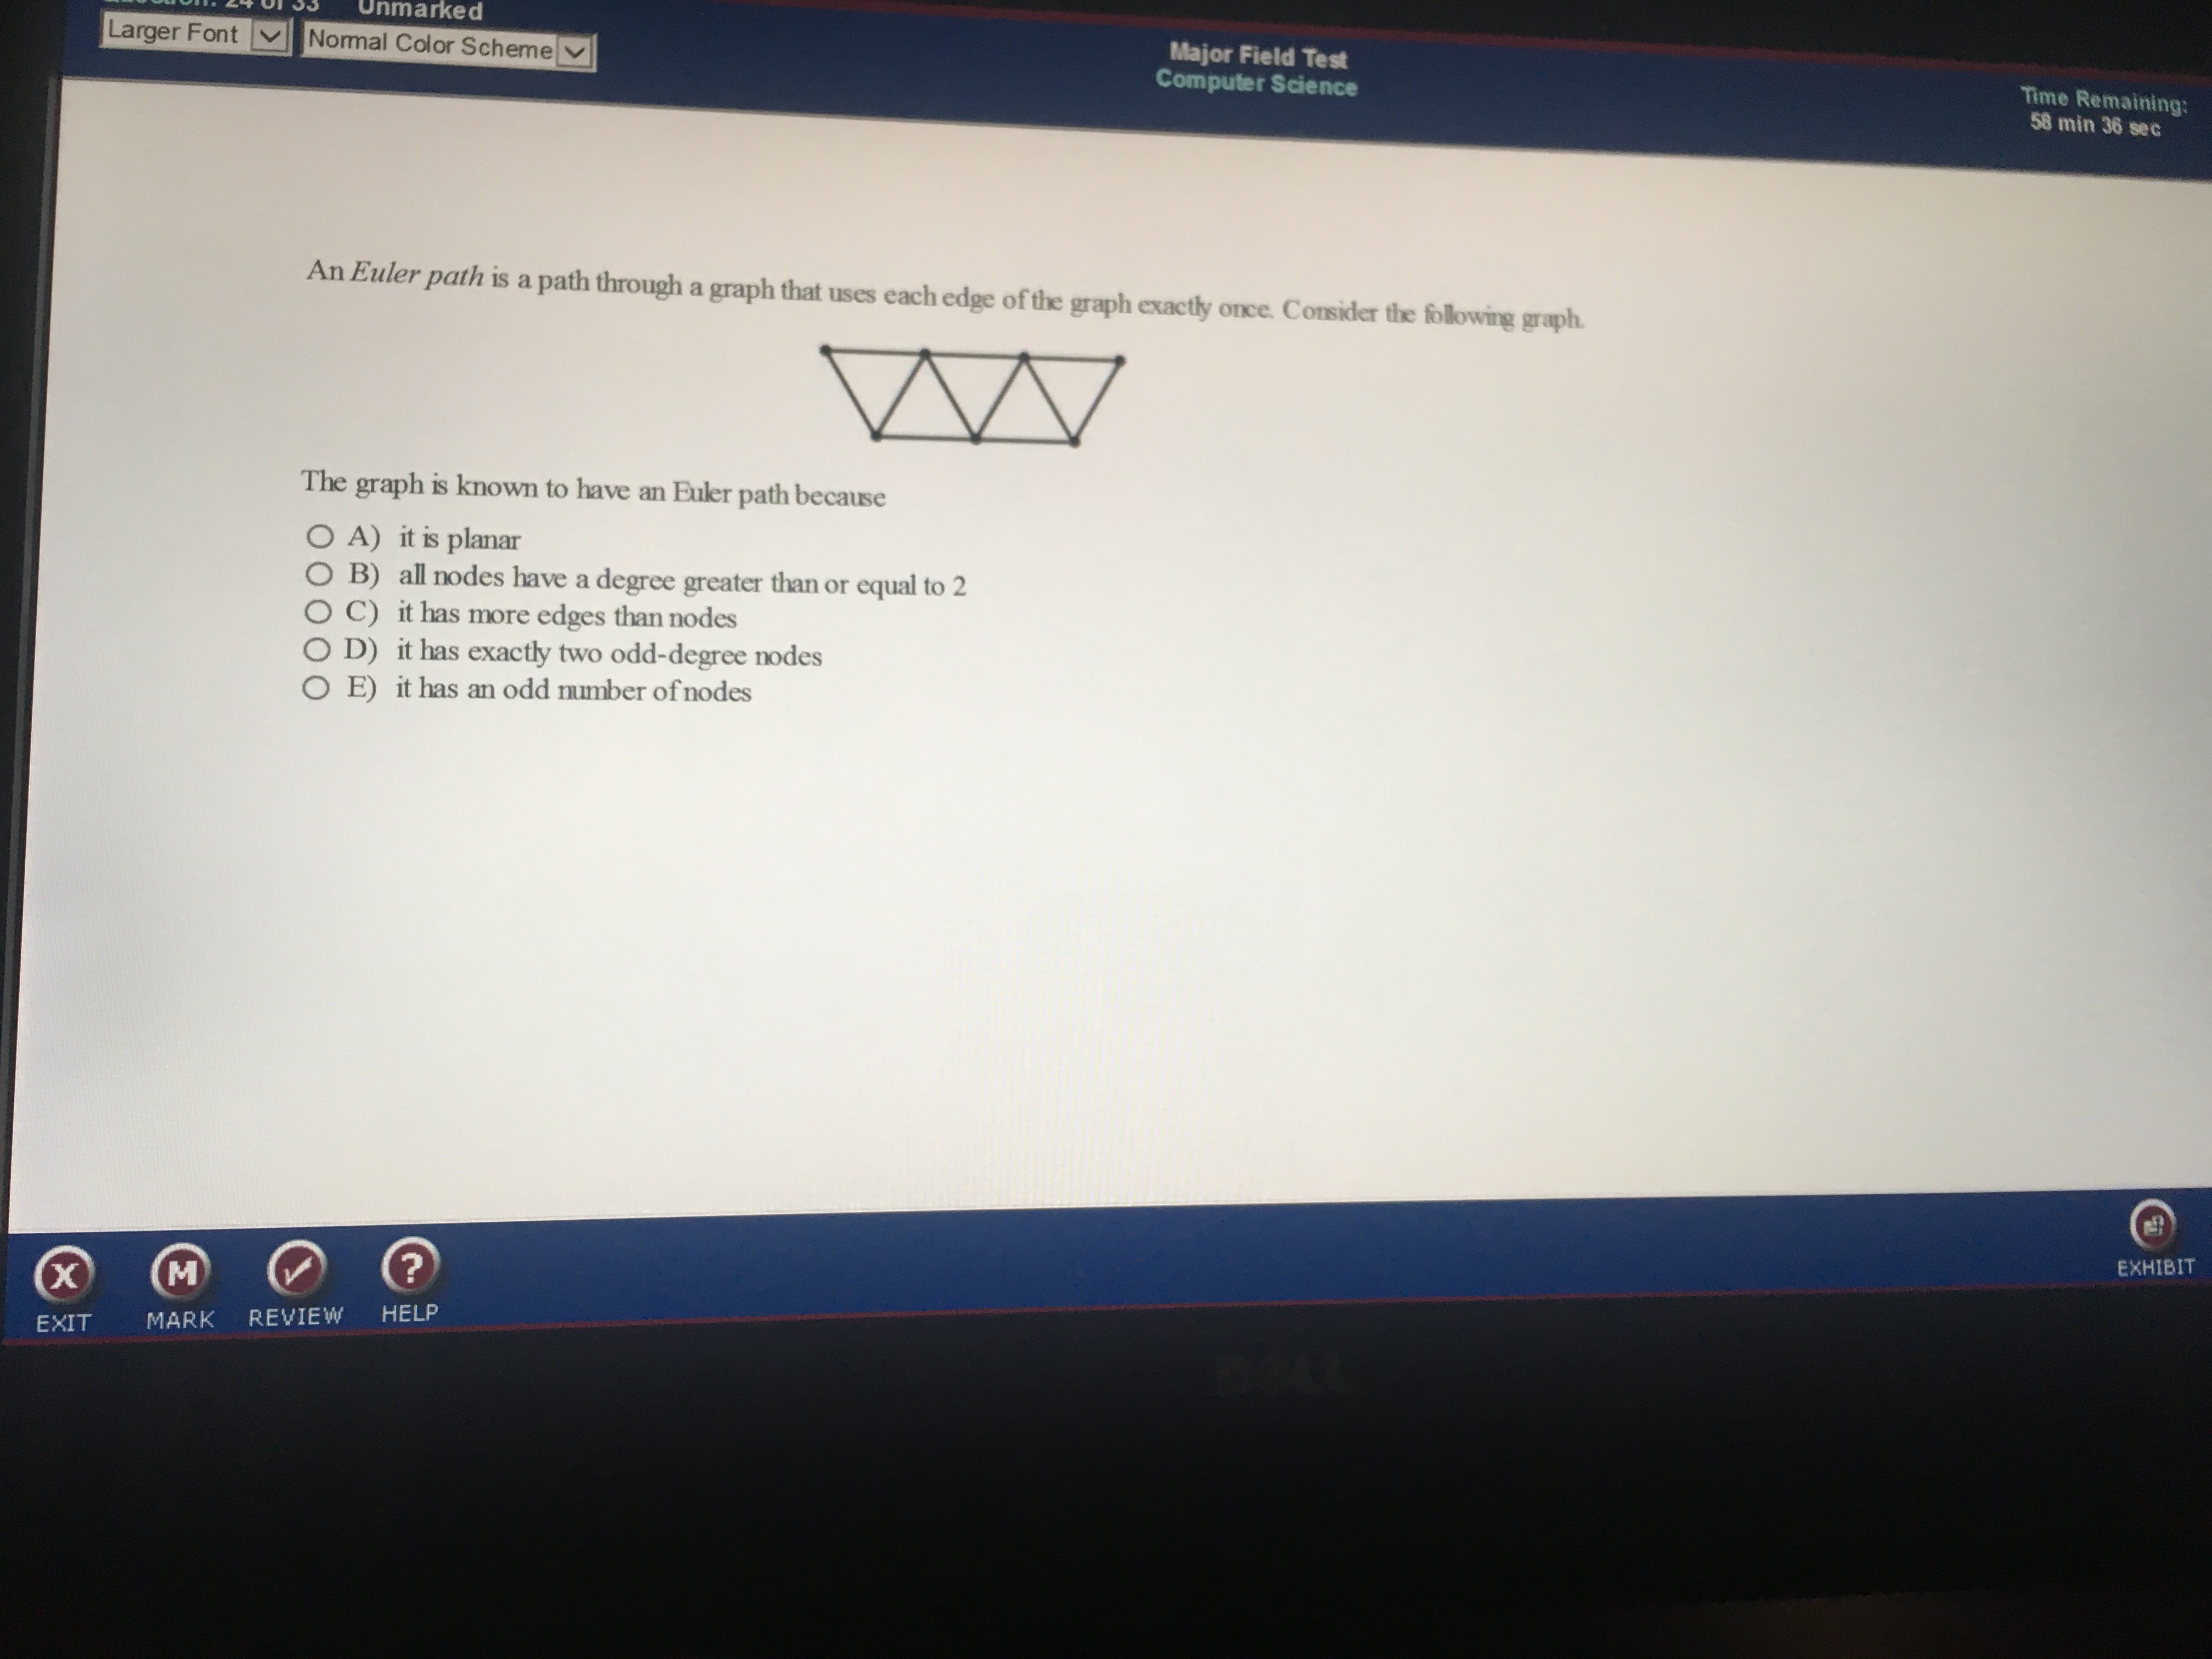 24 of 33 Unmarked
Larger Font Normal Color Scheme
Major Field Test
Computer Science
Time Remaining:
58 min 36 sec
An Euler path is a path through a graph that uses each edge of the graph exactly once. Consider the following graph.
The graph is known to have an Euler path because
A) it is planar
B) all nodes have a degree greater than or equal to 2
C) it has more edges than nodes
D) it has exactly two odd-degree nodes
E) it has an odd number of nodes
X M ?
EXIT MARK REVIEW HELP
EXHIBIT
DELL